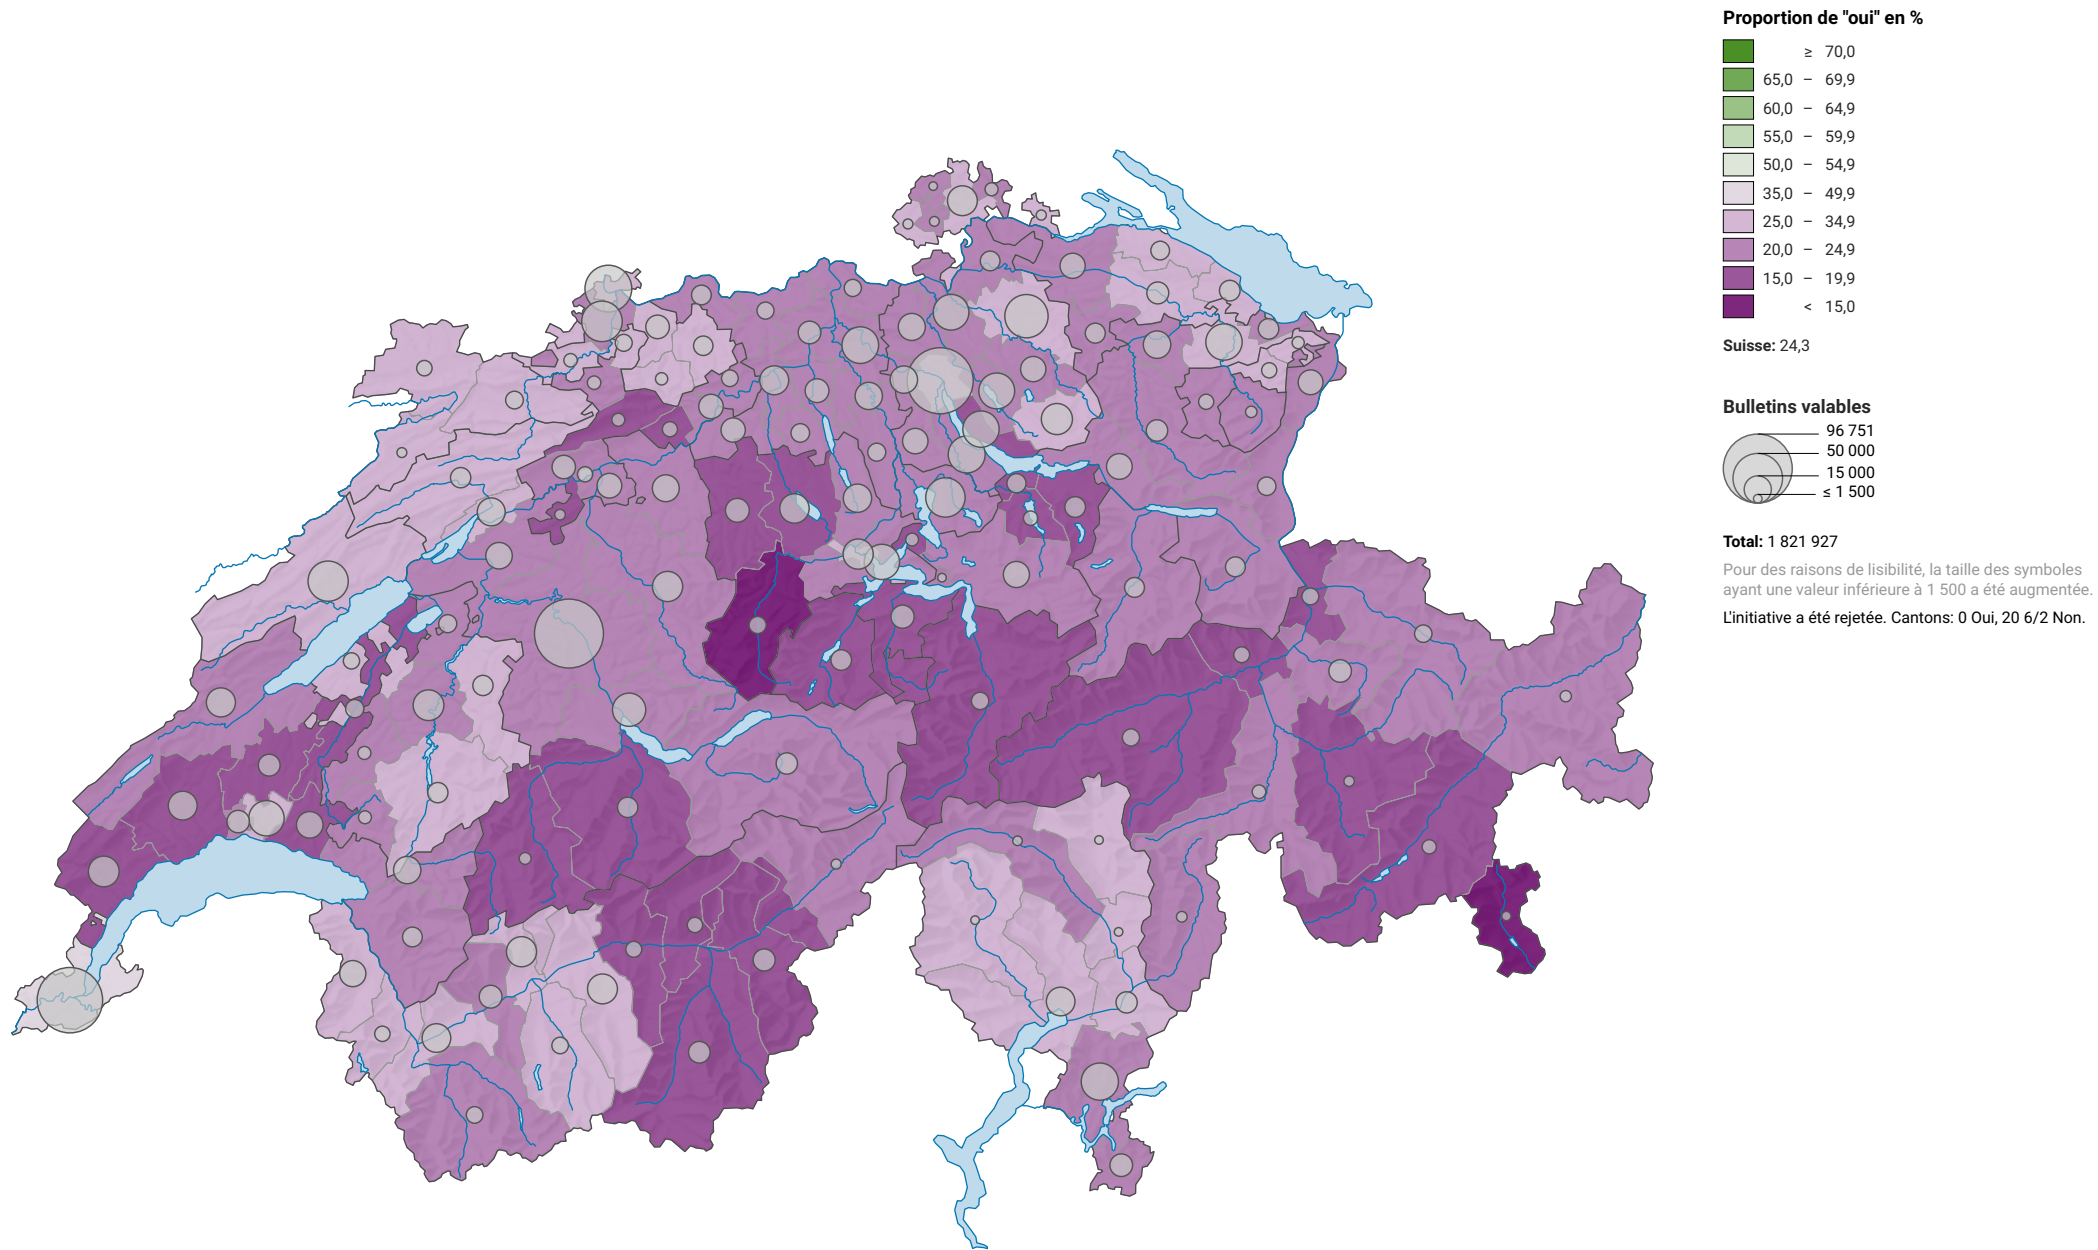 Proportion de "oui" en %
≥ 70,0
65,0 – 69,9
60,0 – 64,9
55,0 – 59,9
50,0 – 54,9
35,0 – 49,9
25,0 – 34,9
20,0 – 24,9
15,0 – 19,9
< 15,0
Suisse: 24,3
Bulletins valables
96 751
50 000
15 000
≤ 1 500
Total: 1 821 927
Pour des raisons de lisibilité, la taille des symboles
ayant une valeur inférieure à 1 500 a été augmentée.
L'initiative a été rejetée. Cantons: 0 Oui, 20 6/2 Non.